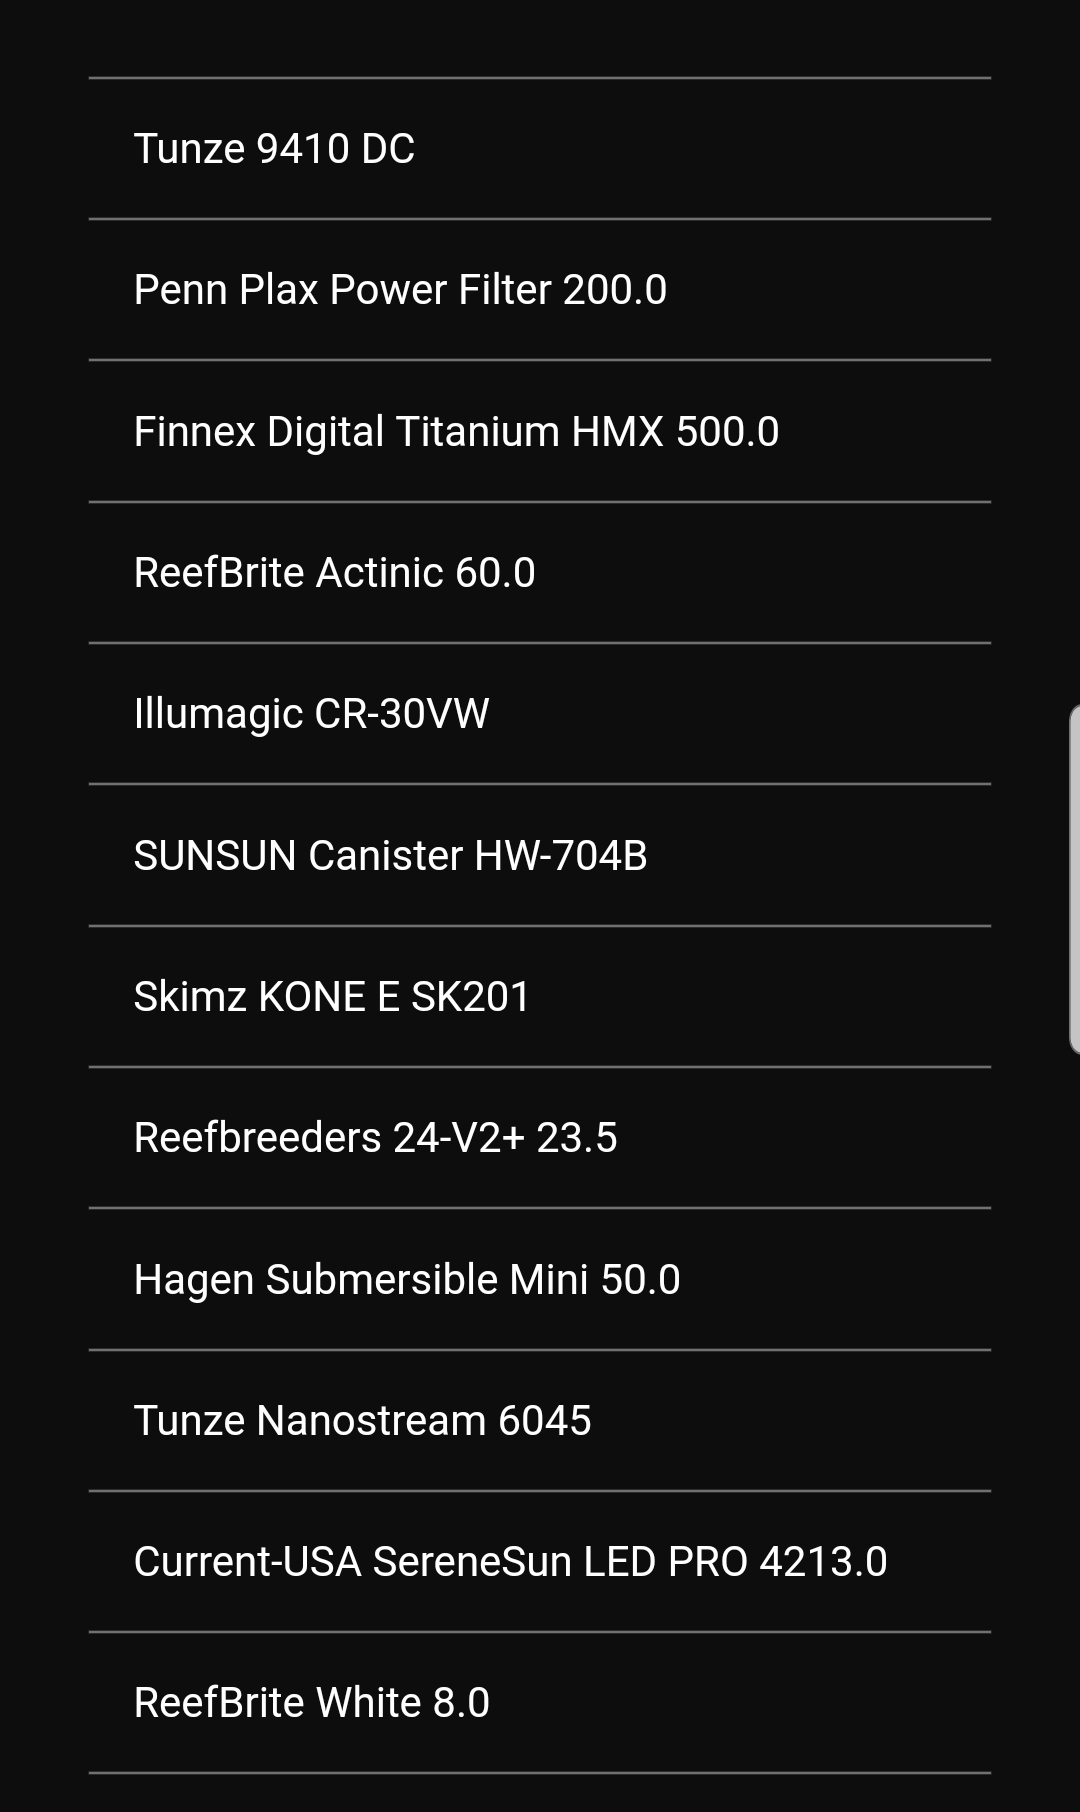 Tunze 9410 DC
Penn Plax Power Filter 200.0
Finnex Digital Titanium HMX 500.0
ReefBrite Actinic 60.0
Illumagic CR-30VW
SUNSUN Canister HW-704B
Skimz KONE E SK201
Reefbreeders 24-V2+ 23.5
Hagen Submersible Mini 50.0
Tunze Nanostream 6045
Current-USA SereneSun LED PRO 4213.0
ReefBrite White 8.0